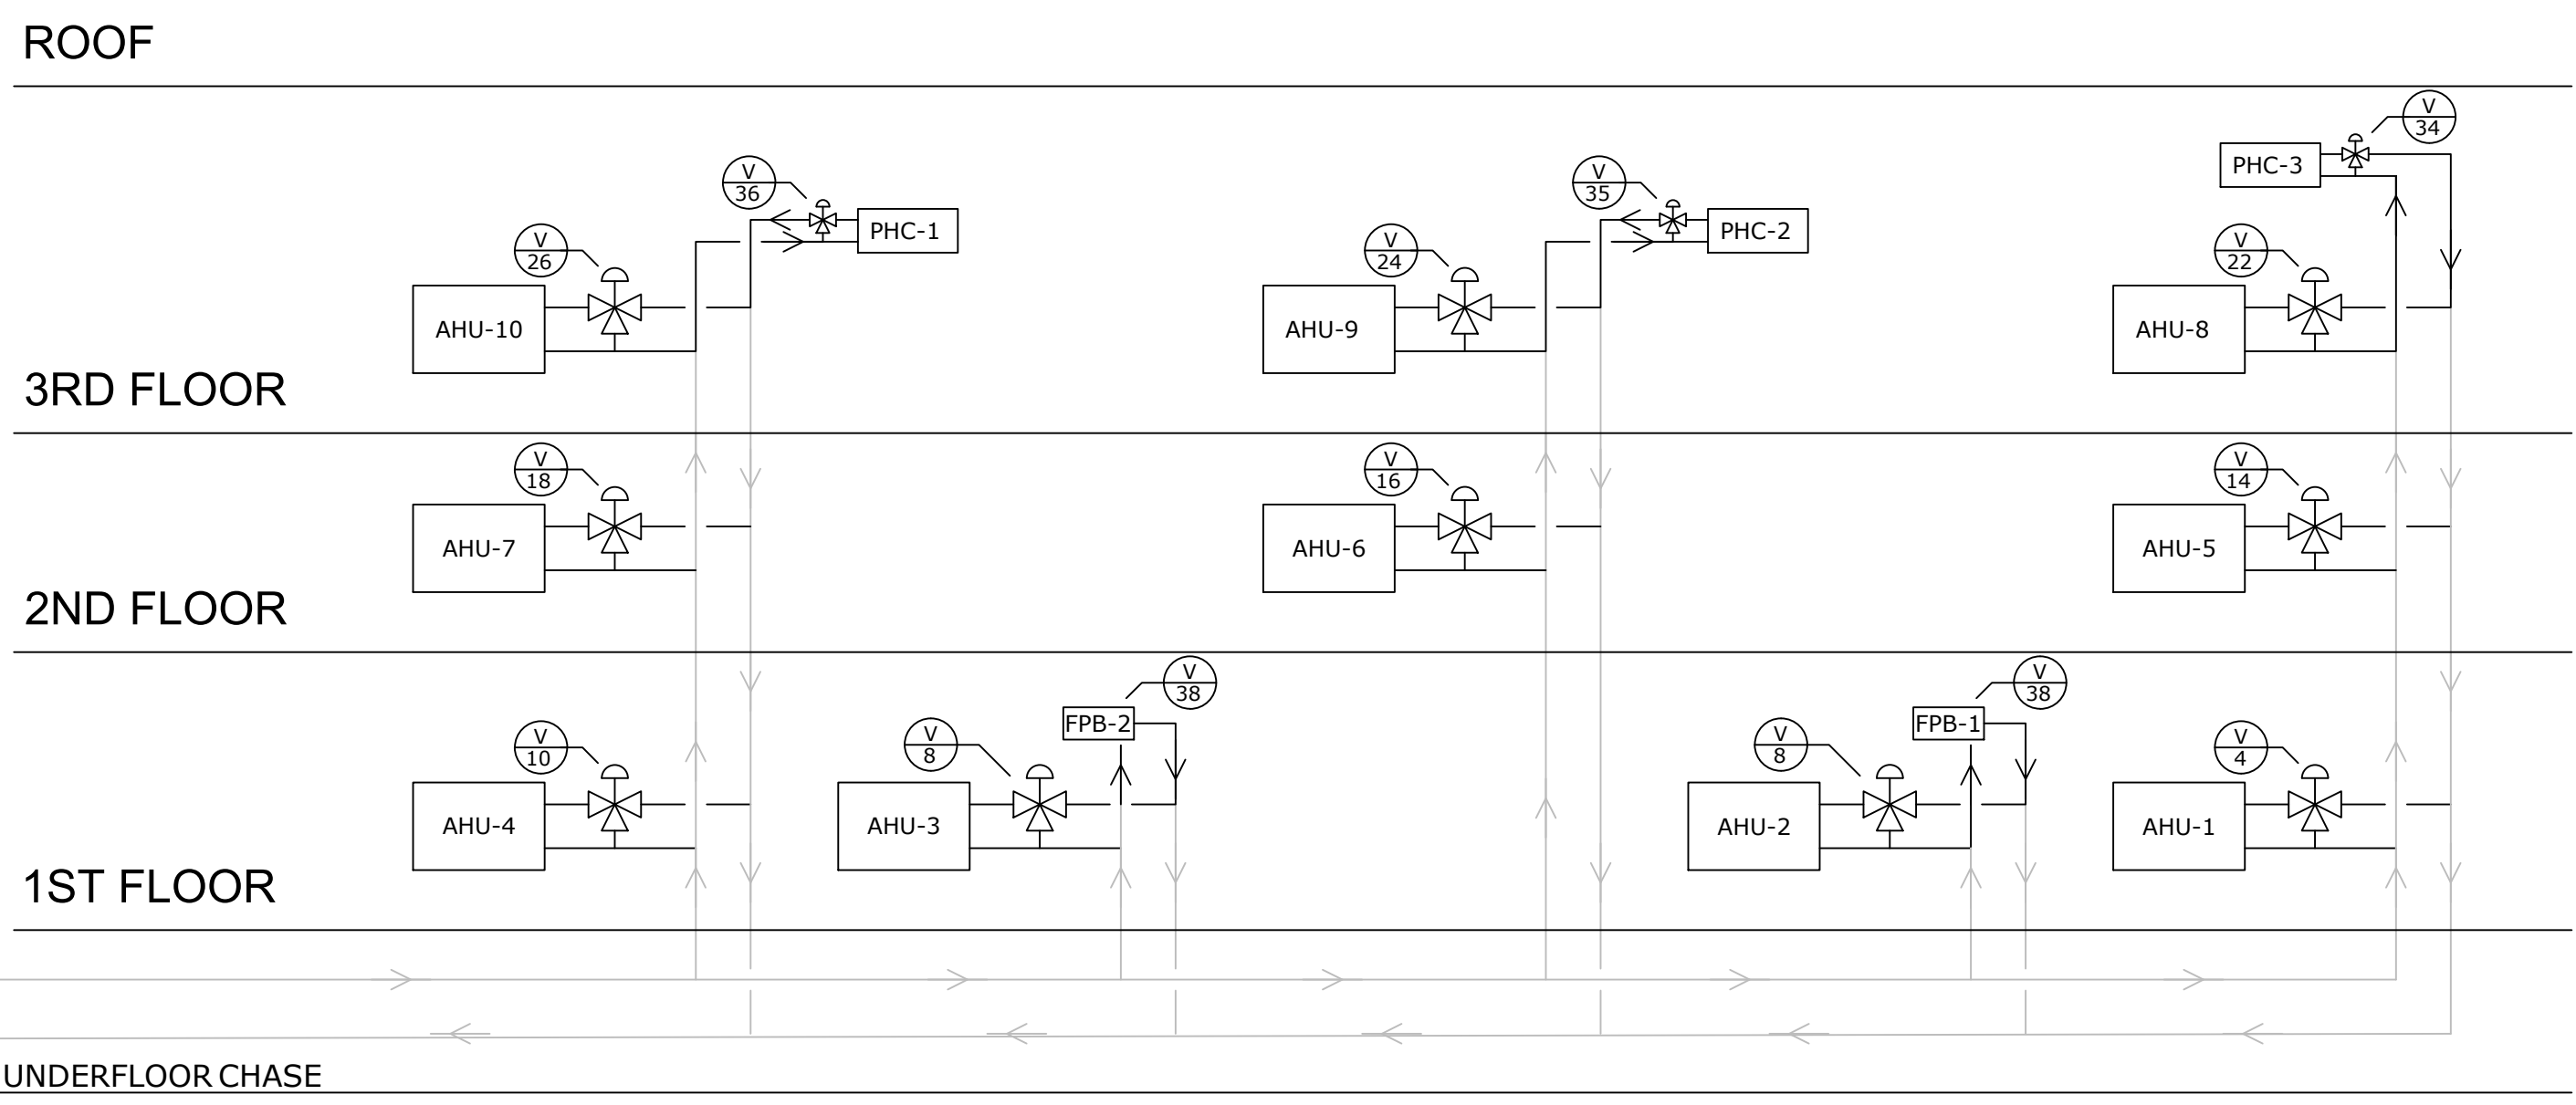 ROOF
V
34
PHC-3
V
36
PHC-1
V
35
PHC-2
V
26
AHU-10
V
24
AHU-9
V
22
AHU-8
3RD FLOOR
V
18
AHU-7
V
16
AHU-6
V
14
AHU-5
2ND FLOOR
V
38
FPB-2
V
38
FPB-1
V
10
AHU-4
V
8
AHU-3
V
8
AHU-2
V
4
AHU-1
1ST FLOOR
UNDERFLOOR CHASE